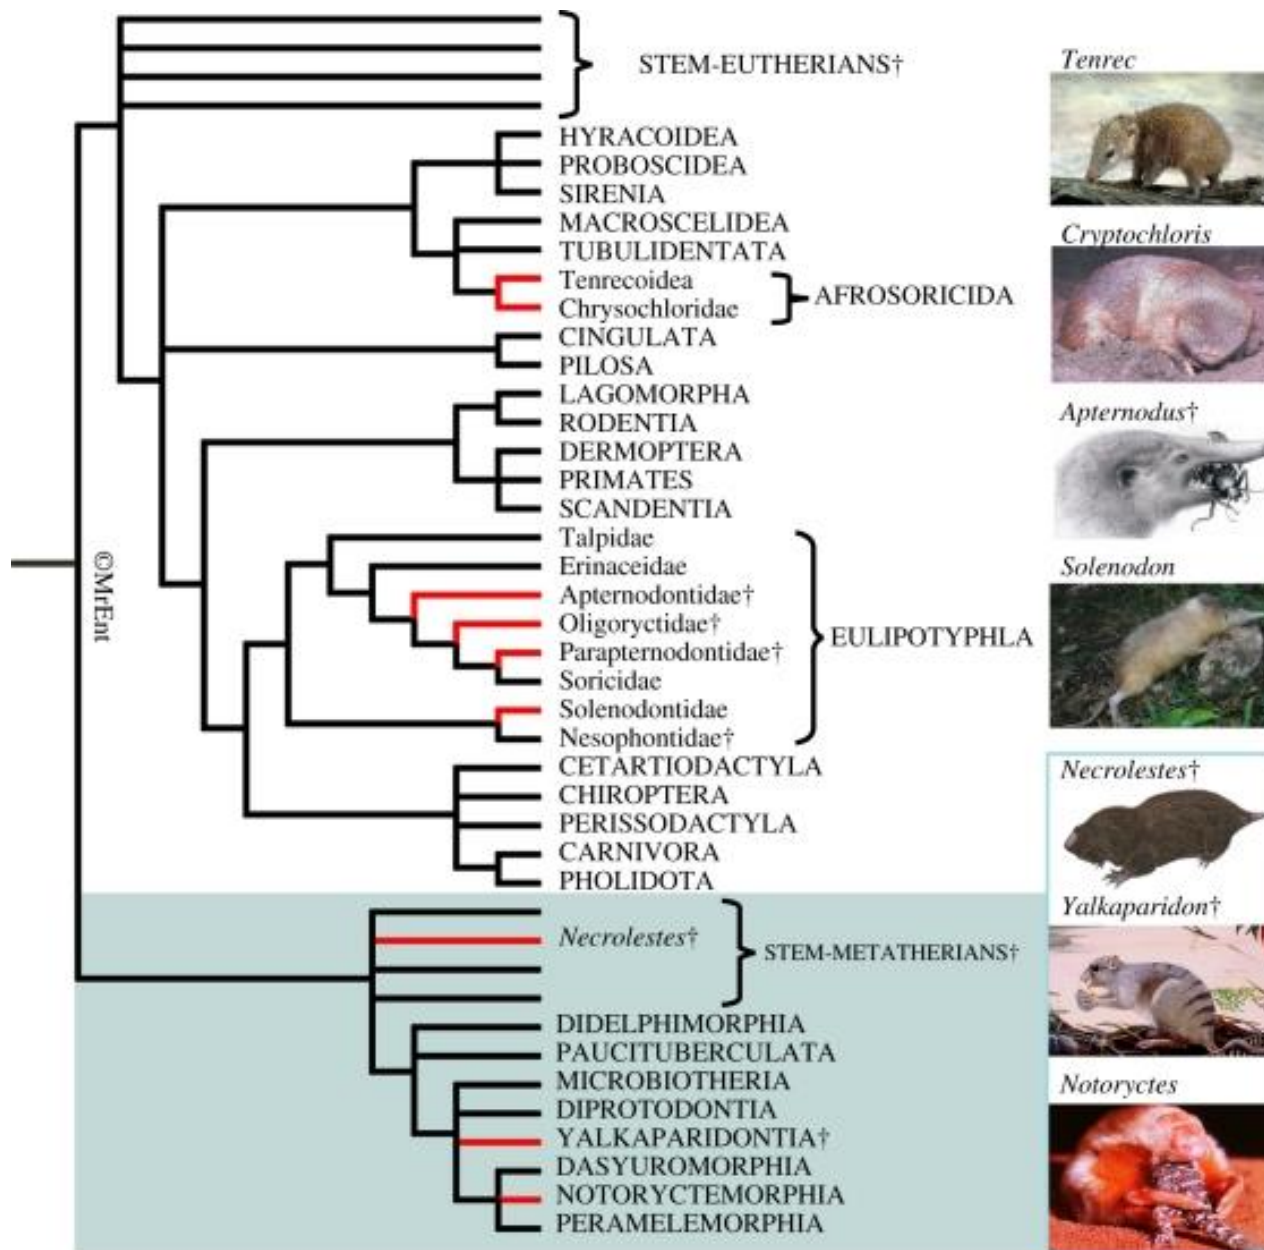 STEM-EUTHERIANS†
HYRACOIDEA
PROBOSCIDEA
SIRENIA
MACROSCELIDEA
TUBULIDENTATA
Tenrecoidea
Chrysochloridae
AFROSORICIDA
CINGULATA
PILOSA
LAGOMORPHA
RODENTIA
DERMOPTERA
PRIMATES
SCANDENTIA
Talpidae
Erinaceidae
Apternodontidae†
Oligoryctidae†
Parapternodontidae†
Soricidae
Solenodontidae
Nesophontidae†
EULIPOTYPHLA
CETARTIODACTYLA
CHIROPTERA
PERISSODACTYLA
CARNIVORA
PHOLIDOTA
Necrolestes†
STEM-METATHERIANS†
DIDELPHIMORPHIA
PAUCITUBERCULATA
MICROBIOTHERIA
DIPROTODONTIA
YALKAPARIDONTIA†
DASYUROMORPHIA
NOTORYCTEMORPHIA
PERAMELEMORPHIA
©MrEnt
Tenrec
Cryptochloris
Apternodus†
Solenodon
Necrolestes†
Yalkaparidon†
Notoryctes